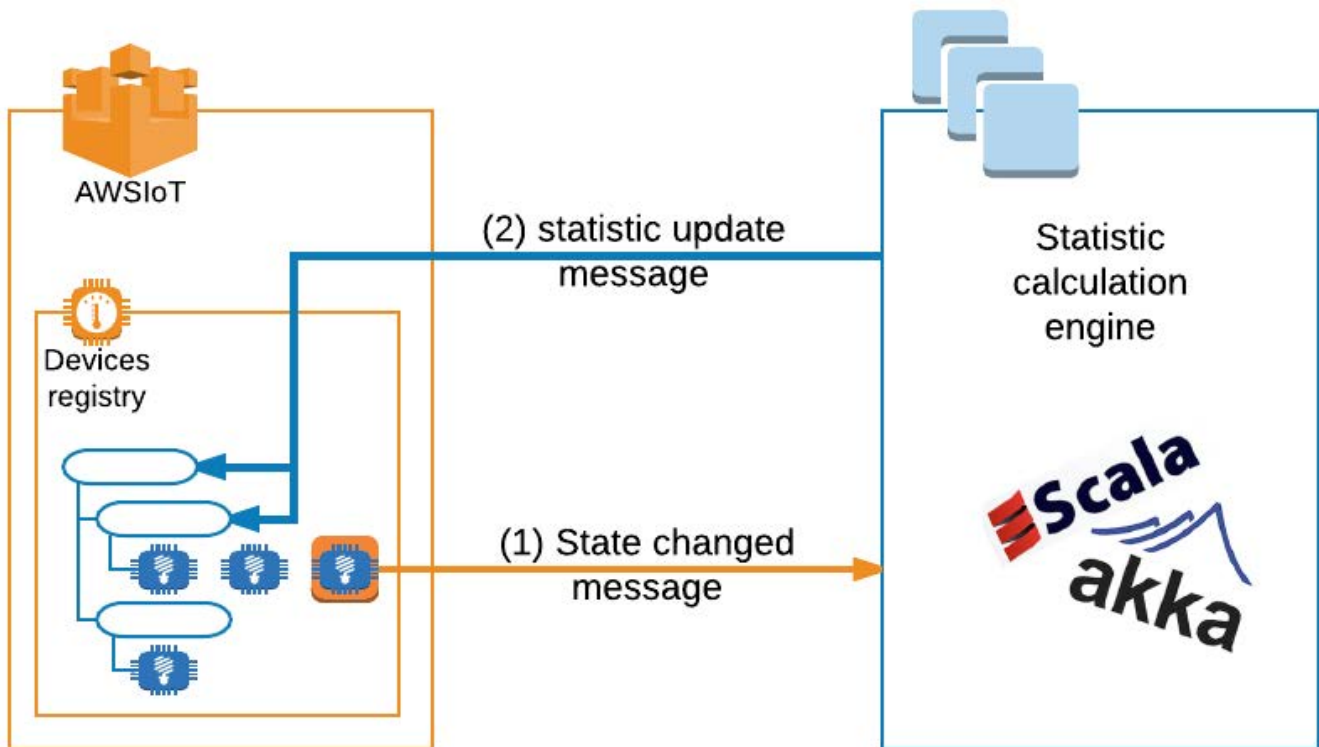 AWSIoT
(2) statistic update
message
Statistic
calculation
engine
Devices
registry
(1) State changed
message
Scala
akka